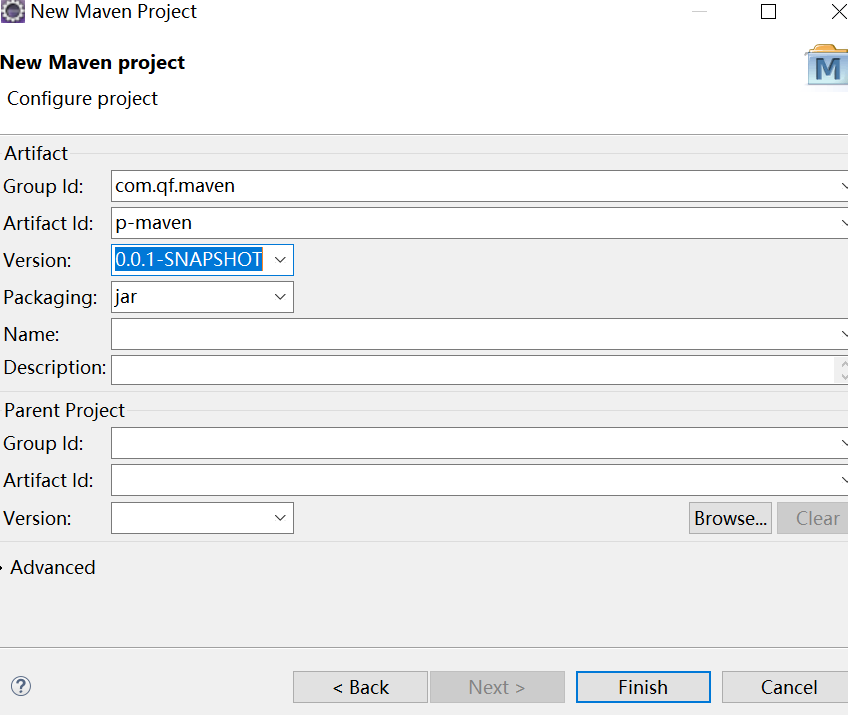 New Maven Project
New Maven project
Configure project
M
Artifact
Group Id: com.qf.maven
Artifact Id: p-maven
Version: 0.0.1-SNAPSHOT
Packaging: jar
Name:
Description:
Parent Project
Group Id:
Artifact Id:
Version:
Browse... Clear
Advanced
? < Back Next > Finish Cancel